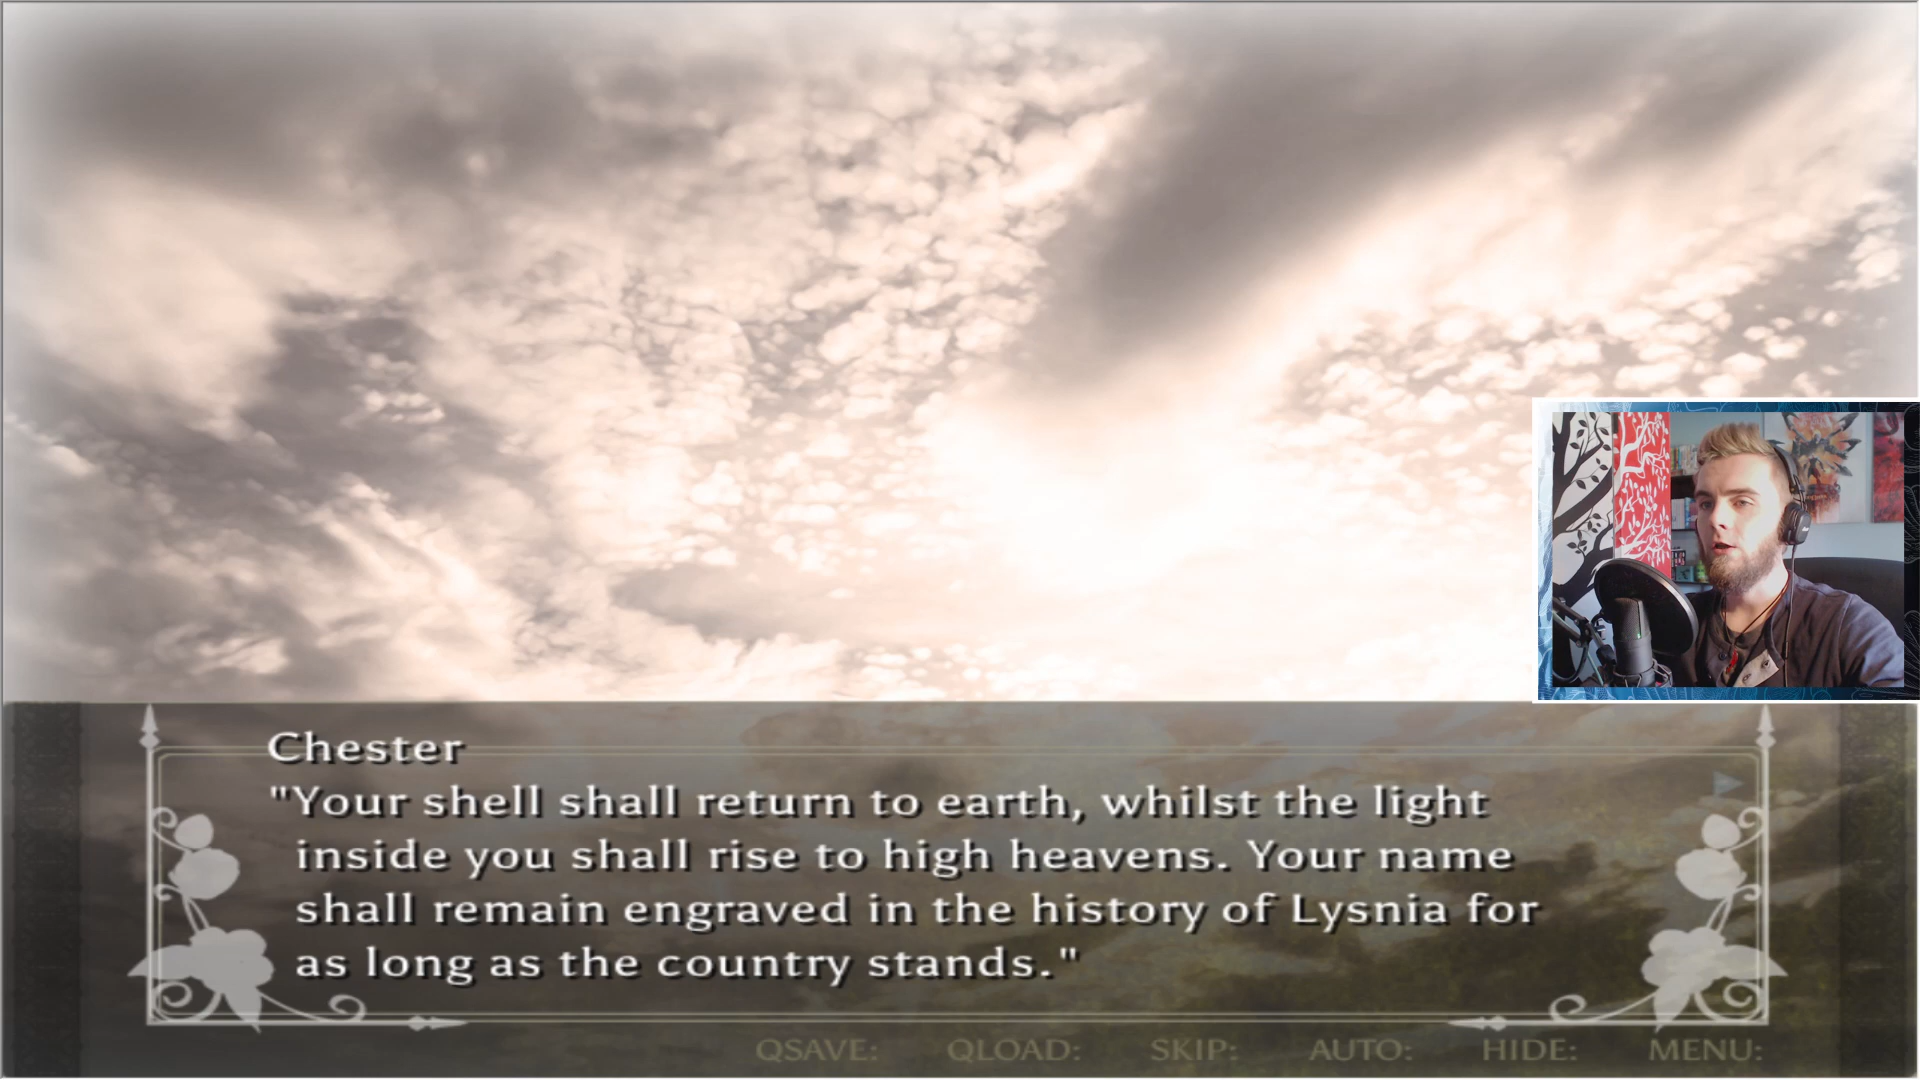 Chester
"Your shell shall return to earth, whilst the light
inside you shall rise to high heavens. Your name
shall remain engraved in the history of Lysnia for
as long as the country stands."
QSAVE: QLOAD: SKIP: AUTO: HIDE: MENU: